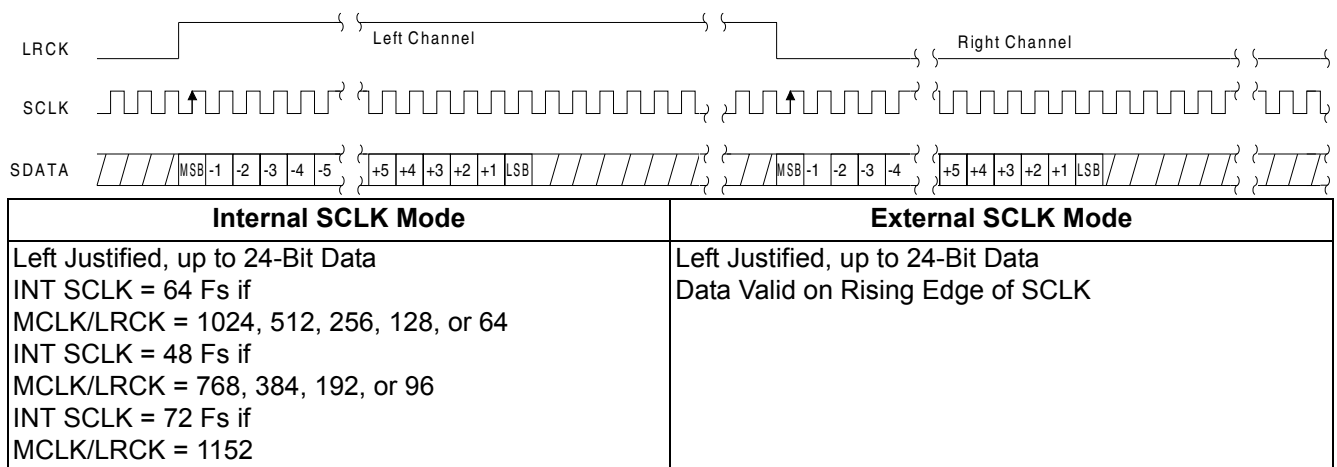 LRCK Left Channel Right Channel
SCLK
SDATA MSB -1 -2 -3 -4 -5 +5 +4 +3 +2 +1 LSB MSB -1 -2 -3 -4 +5 +4 +3 +2 +1 LSB
Internal SCLK Mode External SCLK Mode
Left Justified, up to 24-Bit Data
INT SCLK = 64 Fs if
MCLK/LRCK = 1024, 512, 256, 128, or 64
INT SCLK = 48 Fs if
MCLK/LRCK = 768, 384, 192, or 96
INT SCLK = 72 Fs if
MCLK/LRCK = 1152
Left Justified, up to 24-Bit Data
Data Valid on Rising Edge of SCLK